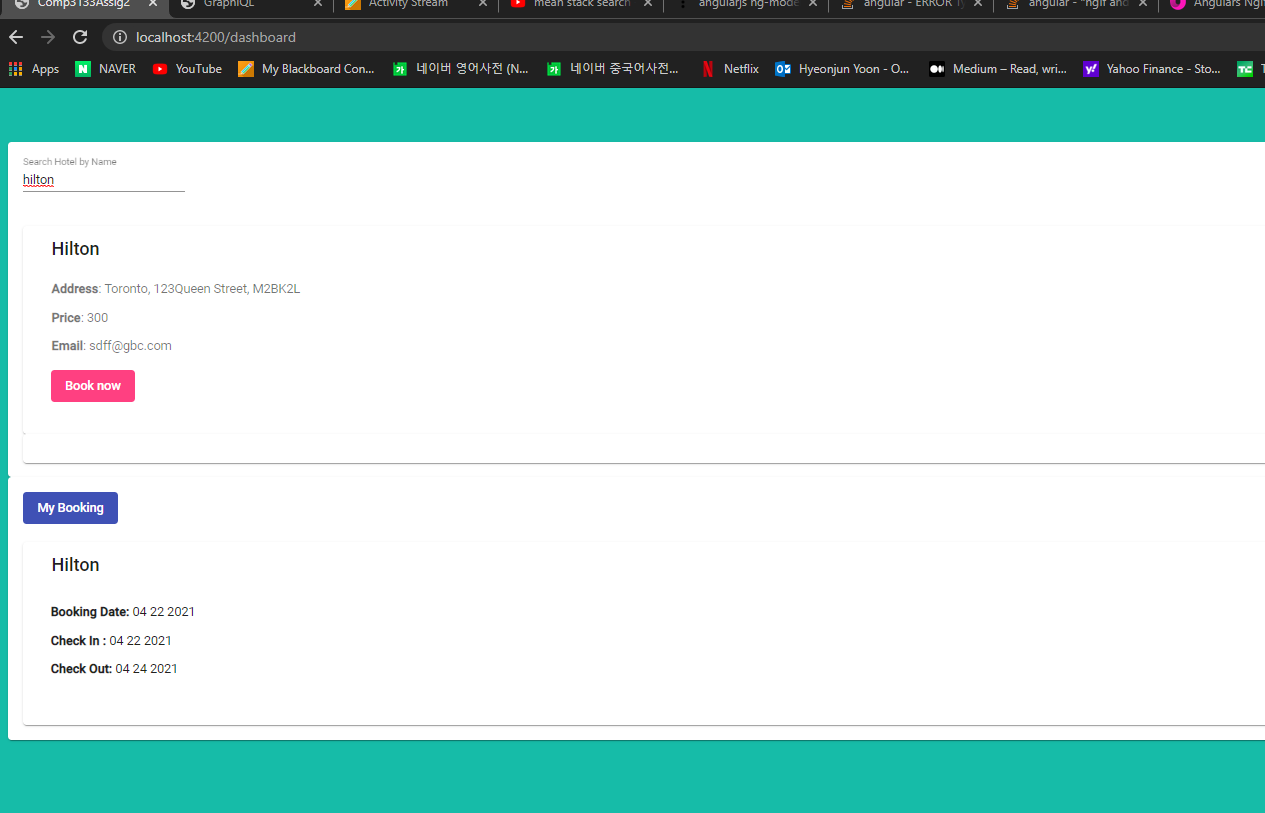 Comp3133Assig2
GraphiQL
Activity Stream
mean stack search
angularjs ng-mode
angular - ERROR Ty
angular - *ngIf and
Angulars NgIf
localhost:4200/dashboard
Apps
NAVER
YouTube
My Blackboard Con...
네이버 영어사전 (N...
네이버 중국어사전...
Netflix
Hyeonjun Yoon - O...
Medium – Read, wri...
Yahoo Finance - Sto...
Search Hotel by Name
hilton
Hilton
Address: Toronto, 123Queen Street, M2BK2L
Price: 300
Email: sdff@gbc.com
Book now
My Booking
Hilton
Booking Date: 04 22 2021
Check In : 04 22 2021
Check Out: 04 24 2021